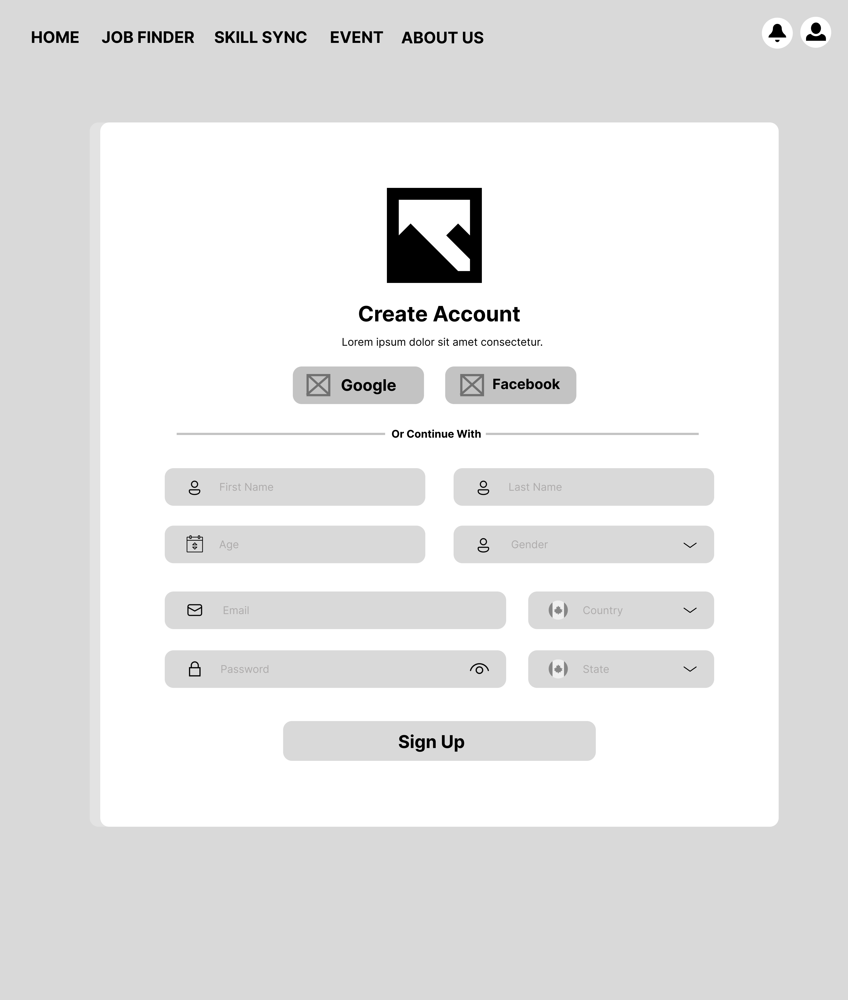 HOME JOB FINDER SKILL SYNC EVENT ABOUT US
Create Account
Lorem ipsum dolor sit amet consectetur.
Google Facebook
Or Continue With
First Name Last Name
Age Gender
Email Country
Password State
Sign Up